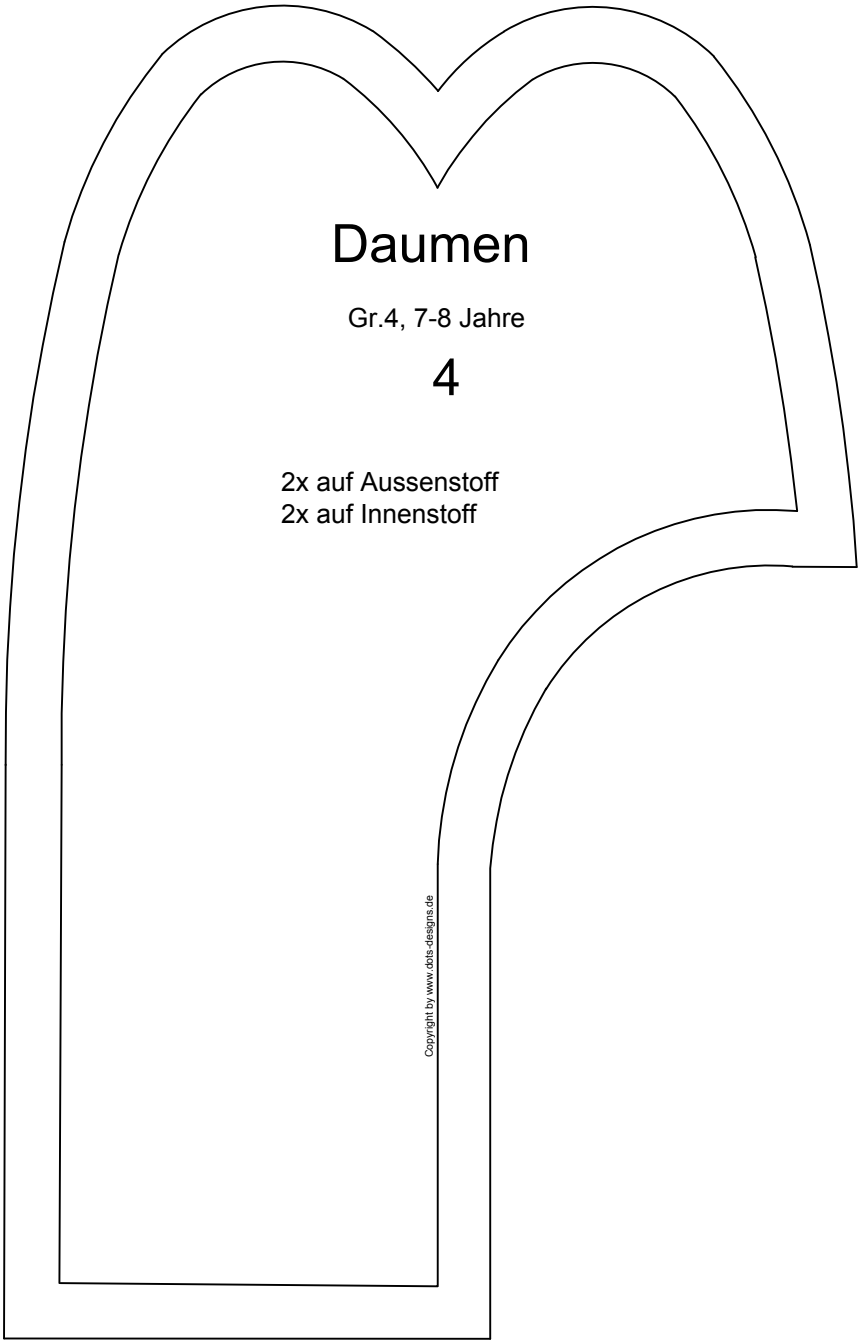 Daumen
Gr.4, 7-8 Jahre
4
2x auf Aussenstoff
2x auf Innenstoff
Copyright by www.dots-designs.de